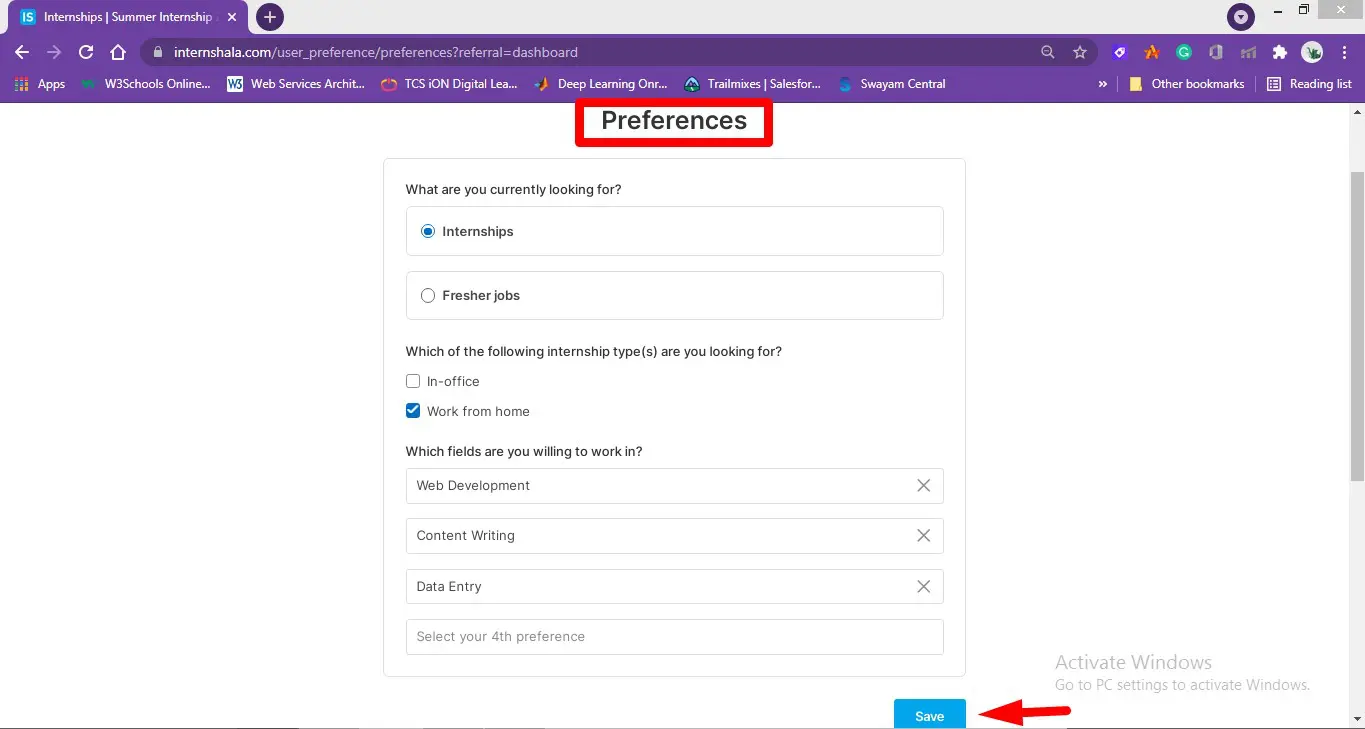 IS Internships | Summer Internship
internshala.com/user_preference/preferences?referral=dashboard
Apps W3Schools Online... W3 Web Services Archit... TCS iON Digital Lea... Deep Learning Onr... Trailmixes | Salesfor... Swayam Central » Other bookmarks Reading list
Preferences
What are you currently looking for?
Internships
Fresher jobs
Which of the following internship type(s) are you looking for?
In-office
Work from home
Which fields are you willing to work in?
Web Development
Content Writing
Data Entry
Select your 4th preference
Activate Windows
Go to PC settings to activate Windows.
Save